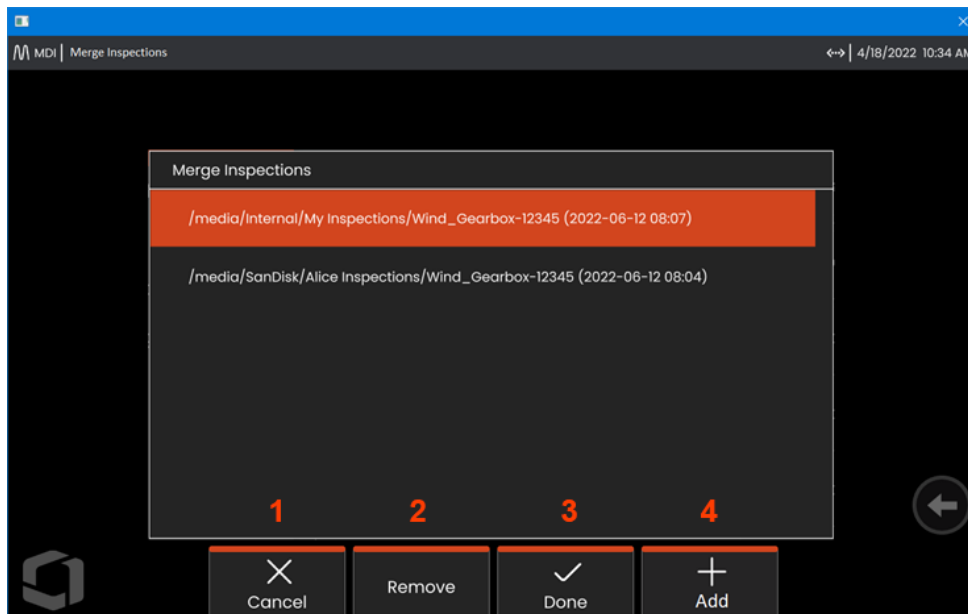 MDI | Merge Inspections
4/18/2022 10:34 AM
Merge Inspections
/media/Internal/My Inspections/Wind_Gearbox-12345 (2022-06-12 08:07)
/media/SanDisk/Alice Inspections/Wind_Gearbox-12345 (2022-06-12 08:04)
1 2 3 4
Cancel Remove Done Add